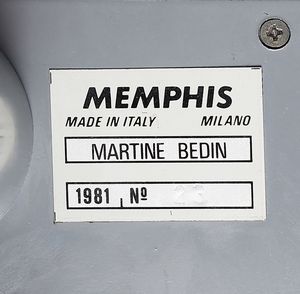 MEMPHIS
MADE IN ITALY MILANO
MARTINE BEDIN
1981 Nº